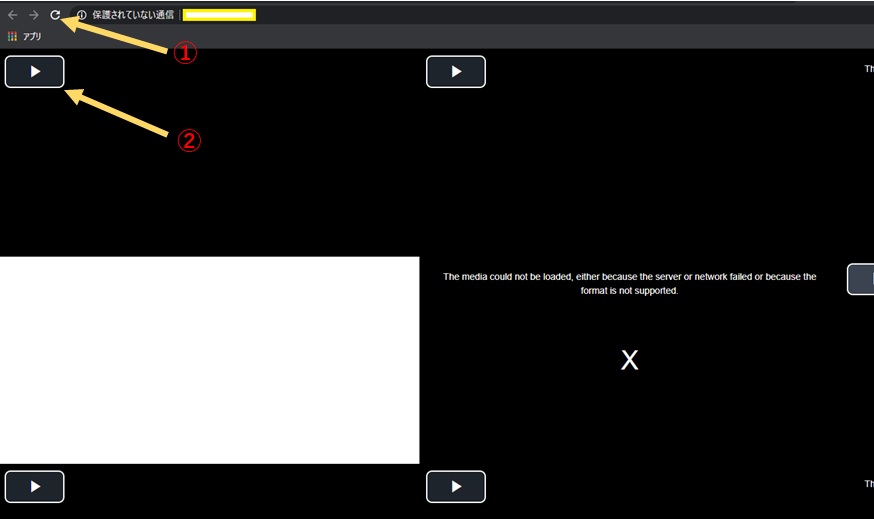 保護されていない通信
アプリ
①
②
Th
The media could not be loaded, either because the server or network failed or because the
format is not supported.
X
Th